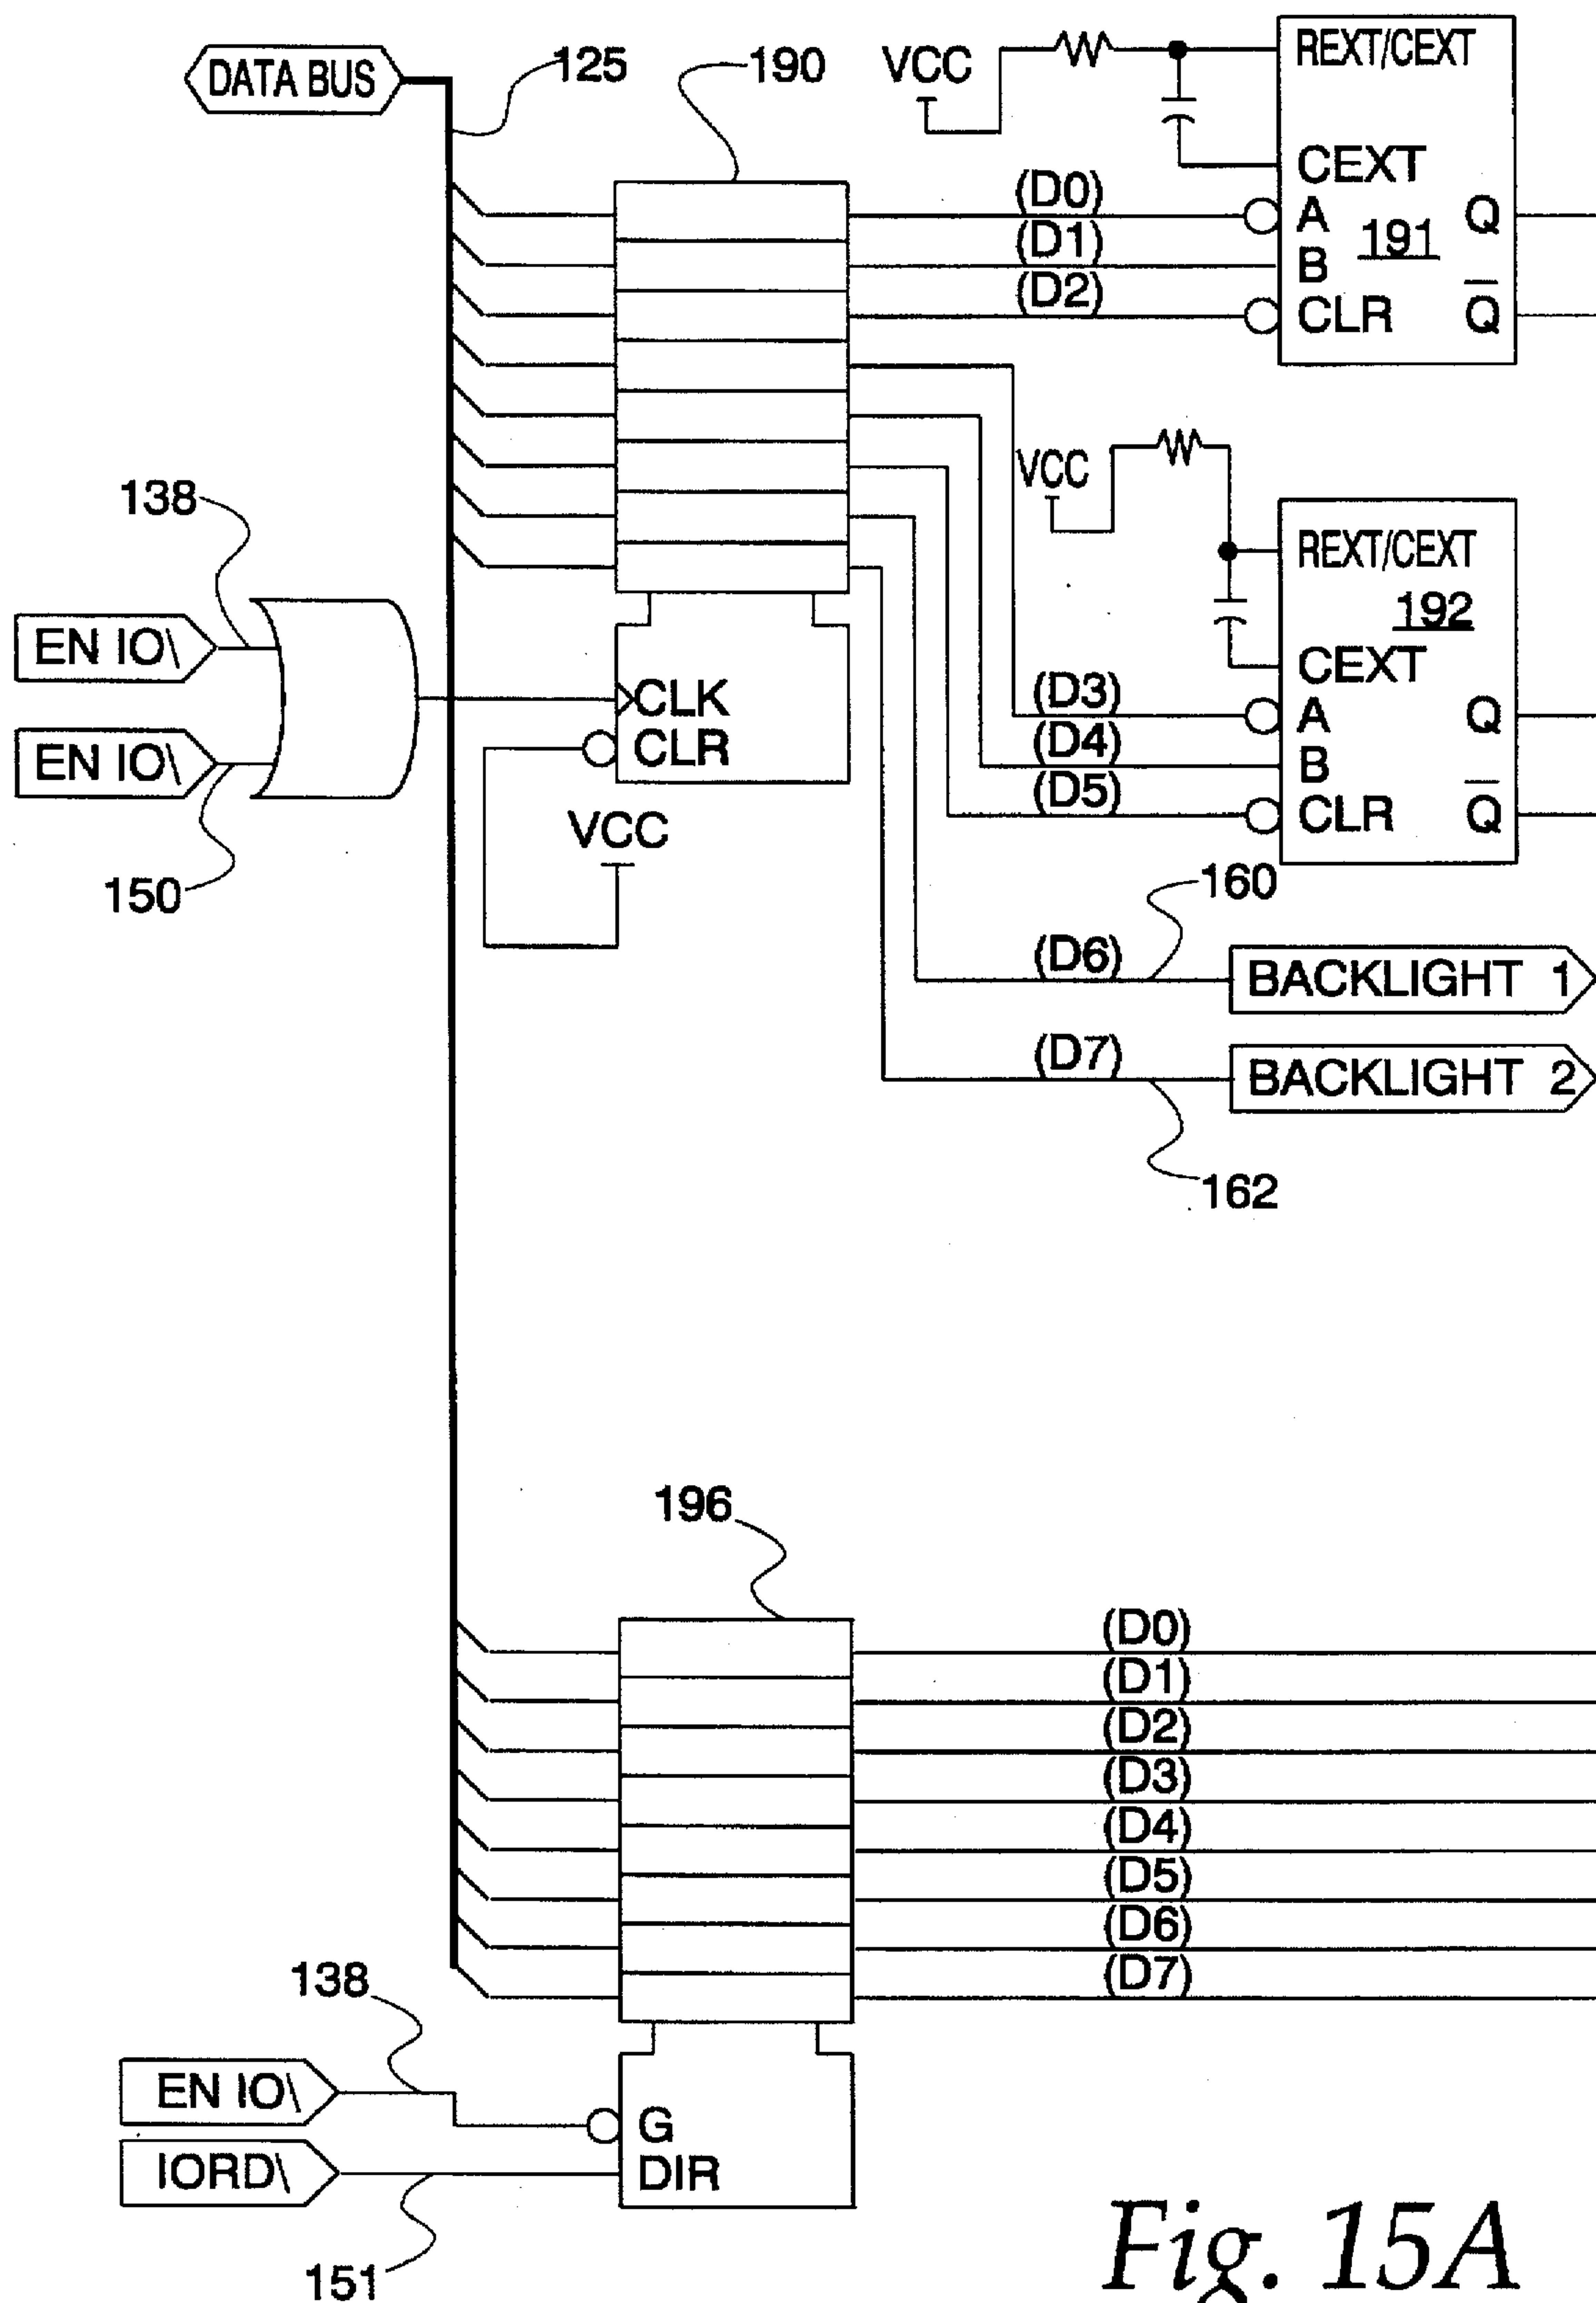 DATA BUS
125
190
VCC
REXT/CEXT
CEXT
(D0)
A
Q
191
(D1)
B
(D2)
CLR
Q
VCC
REXT/CEXT
192
CEXT
138
EN IO\
EN IO\
150
CLK
CLR
VCC
(D3)
A
Q
(D4)
B
(D5)
CLR
Q
160
(D6)
BACKLIGHT 1
(D7)
BACKLIGHT 2
162
196
(D0)
(D1)
(D2)
(D3)
(D4)
(D5)
(D6)
(D7)
138
EN IO\
G
IORD\
DIR
151
Fig. 15A